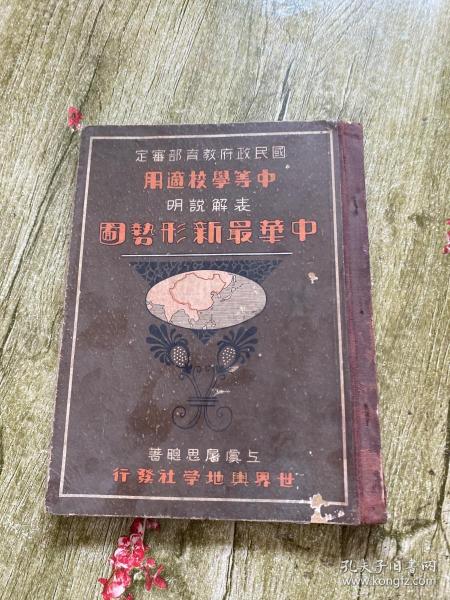 國民政府教育部審定
中等學校適用
表解說明
中華最新形勢圖
上虞屠思聰著
世界輿地学社發行
孔夫子旧书网
www.kongfz.com